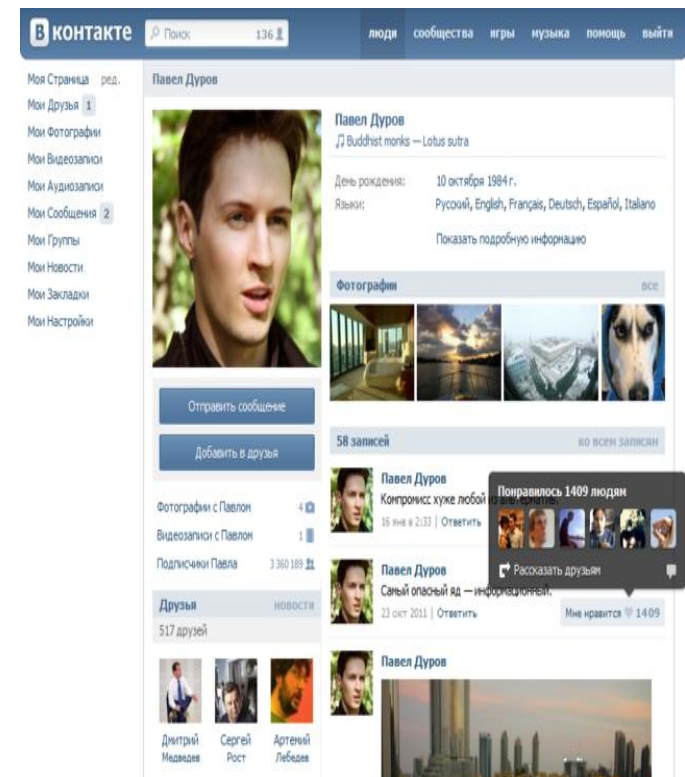 В контакте
Поиск 136
люди сообщества игры музыка помощь выйти
Моя Страница ред.
Мои Друзья 1
Мои Фотографии
Мои Видеозаписи
Мои Аудиозаписи
Мои Сообщения 2
Мои Группы
Мои Новости
Мои Закладки
Мои Настройки
Павел Дуров
Отправить сообщение
Добавить в друзья
Фотографии с Павлом 4
Видеозаписи с Павлом 1
Подписчики Павла 3 360 189
Друзья новости
517 друзей
Дмитрий Медведев
Сергей Рост
Артемий Лебедев
Павел Дуров
Buddhist monks — Lotus sutra
День рождения: 10 октября 1984 г.
Языки: Русский, English, Français, Deutsch, Español, Italiano
Показать подробную информацию
Фотографии все
58 записей ко всем записям
Павел Дуров
Компромисс хуже любой из альтернатив.
16 янв в 2:33 | Ответить
Понравилось 1409 людям
Рассказать друзьям
Павел Дуров
Самый опасный яд — информационный.
23 окт 2011 | Ответить
Мне нравится 1409
Павел Дуров